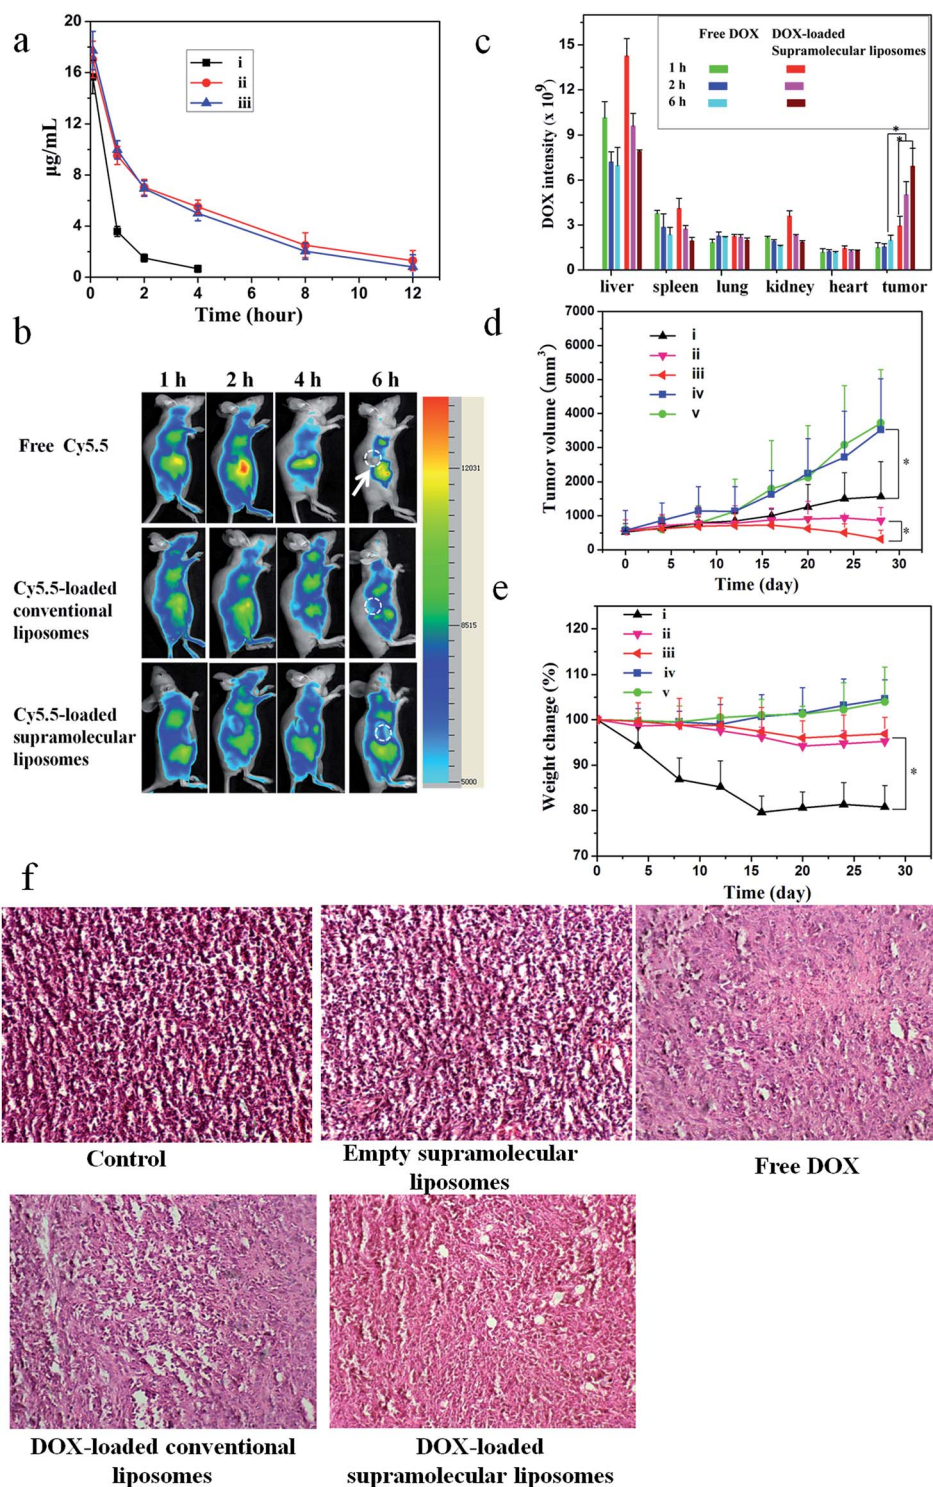 a
20
16
12
8
4
0
µg/mL
0 2 4 6 8 10 12
Time (hour)
i
ii
iii
b
1 h 2 h 4 h 6 h
Free Cy5.5
Cy5.5-loaded
conventional
liposomes
Cy5.5-loaded
supramolecular
liposomes
12031
8515
5000
c
15
12
9
6
3
0
DOX intensity (x 10⁹)
Free DOX DOX-loaded
Supramolecular liposomes
1 h
2 h
6 h
*
*
liver spleen lung kidney heart tumor
d
7000
6000
5000
4000
3000
2000
1000
0
Tumor volume (mm³)
i
ii
iii
iv
v
*
*
0 5 10 15 20 25 30
Time (day)
e
120
110
100
90
80
70
Weight change (%)
i
ii
iii
iv
v
*
0 5 10 15 20 25 30
Time (day)
f
Control
Empty supramolecular
liposomes
Free DOX
DOX-loaded conventional
liposomes
DOX-loaded
supramolecular liposomes